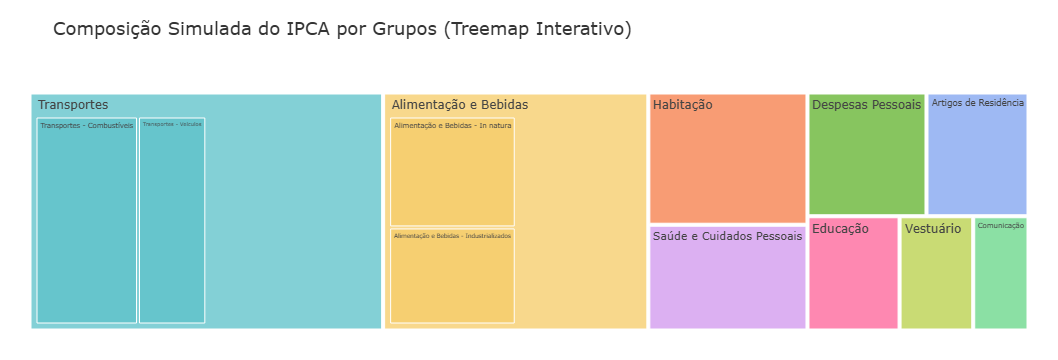 Composição Simulada do IPCA por Grupos (Treemap Interativo)
Transportes
Transportes - Combustíveis
Transportes - Veículos
Alimentação e Bebidas
Alimentação e Bebidas - In natura
Alimentação e Bebidas - Industrializados
Habitação
Saúde e Cuidados Pessoais
Despesas Pessoais
Artigos de Residência
Educação
Vestuário
Comunicação